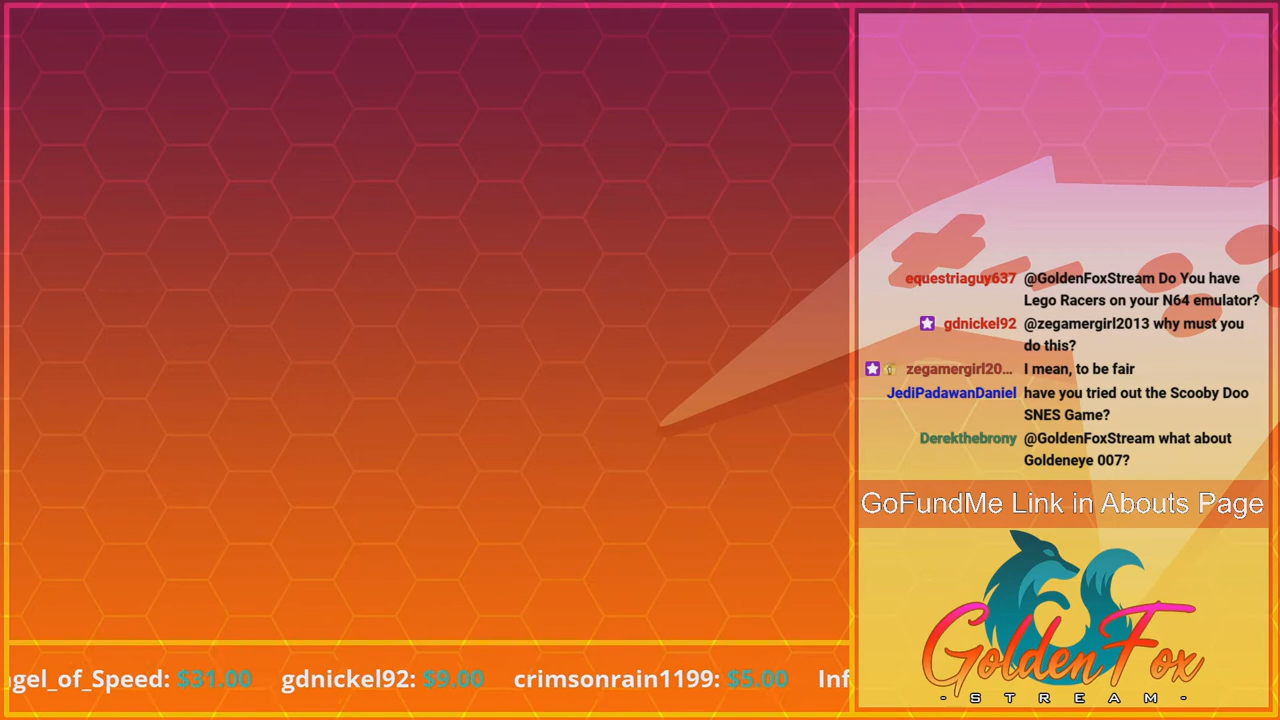 equestriaguy637 @GoldenFoxStream Do You have
Lego Racers on your N64 emulator?
gdnickel92 @zegamergirl2013 why must you
do this?
zegamergirl20... I mean, to be fair
JediPadawanDaniel have you tried out the Scooby Doo
SNES Game?
Derekthebrony @GoldenFoxStream what about
Goldeneye 007?
GoFundMe Link in Abouts Page
Golden Fox
- S T R E A M -
gel_of_Speed: $31.00 gdnickel92: $9.00 crimsonrain1199: $5.00 Inf